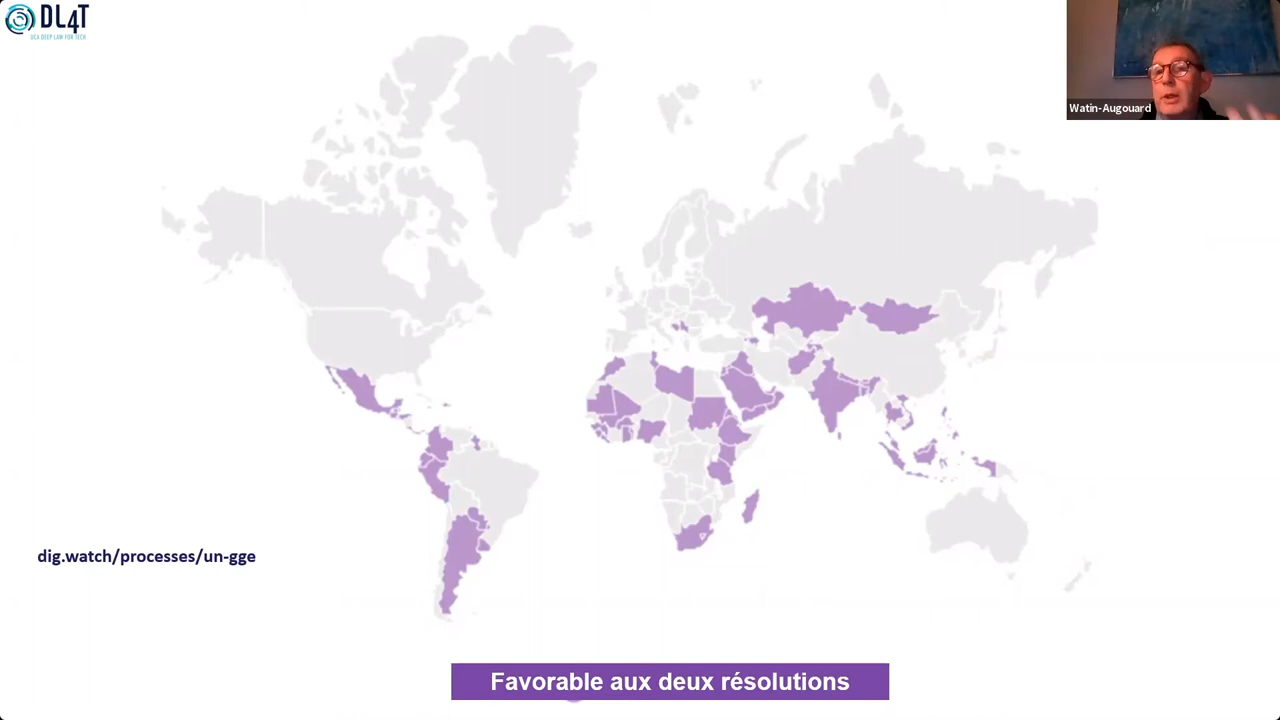 DL4T
UCA DEEP LAW FOR TECH
Watin-Augouard
dig.watch/processes/un-gge
Favorable aux deux résolutions